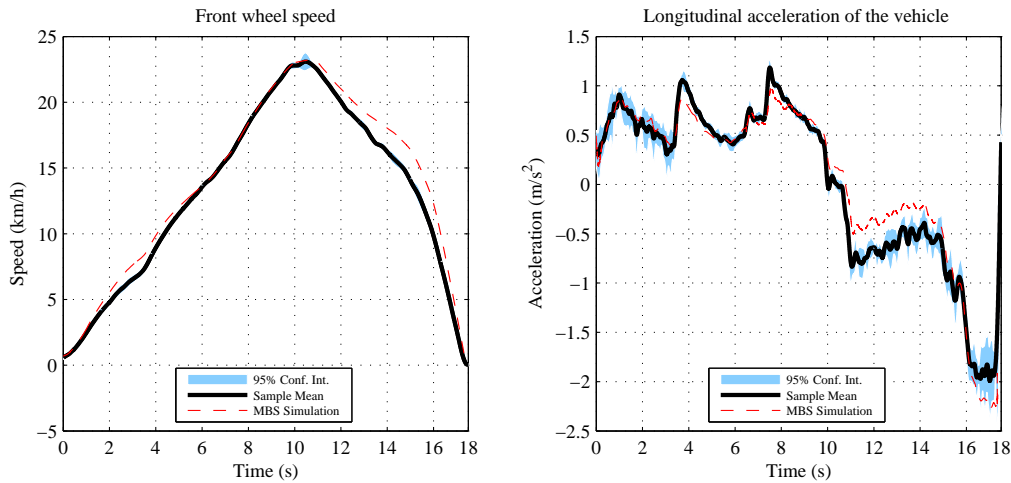 Front wheel speed
25
20
15
10
5
0
−5
0 2 4 6 8 10 12 14 16 18
Speed (km/h)
Time (s)
95% Conf. Int.
Sample Mean
MBS Simulation
Longitudinal acceleration of the vehicle
1.5
1
0.5
0
−0.5
−1
−1.5
−2
−2.5
0 2 4 6 8 10 12 14 16 18
Acceleration (m/s²)
Time (s)
95% Conf. Int.
Sample Mean
MBS Simulation